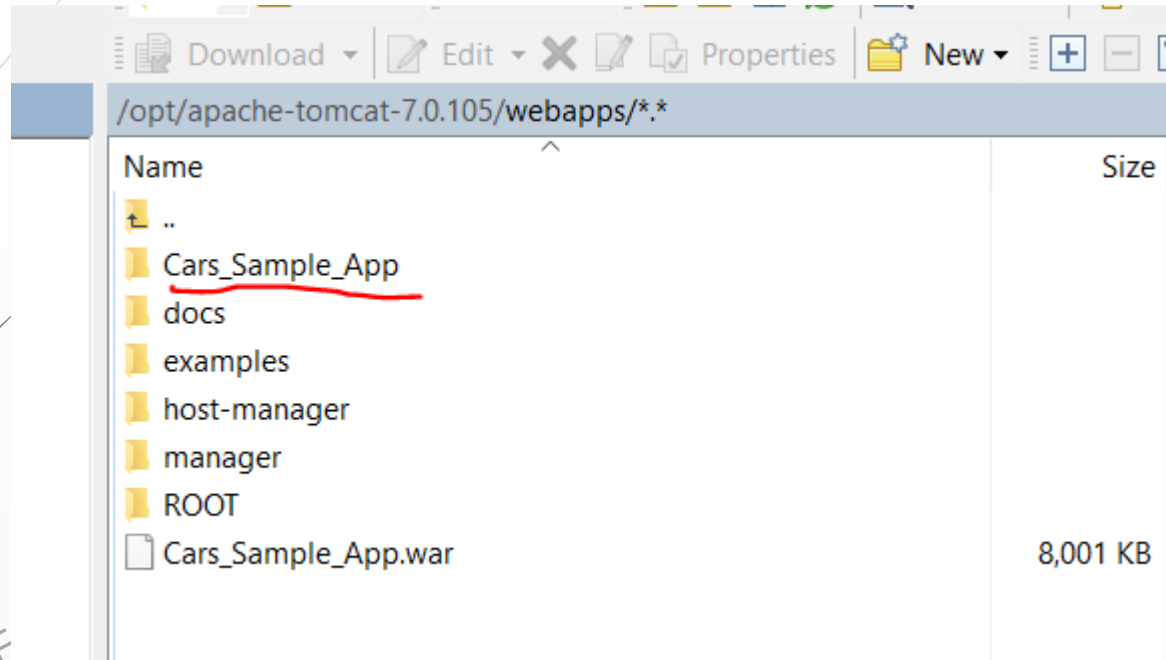 Download Edit Properties New
/opt/apache-tomcat-7.0.105/webapps/*.*
Name Size
..
Cars_Sample_App
docs
examples
host-manager
manager
ROOT
Cars_Sample_App.war 8,001 KB